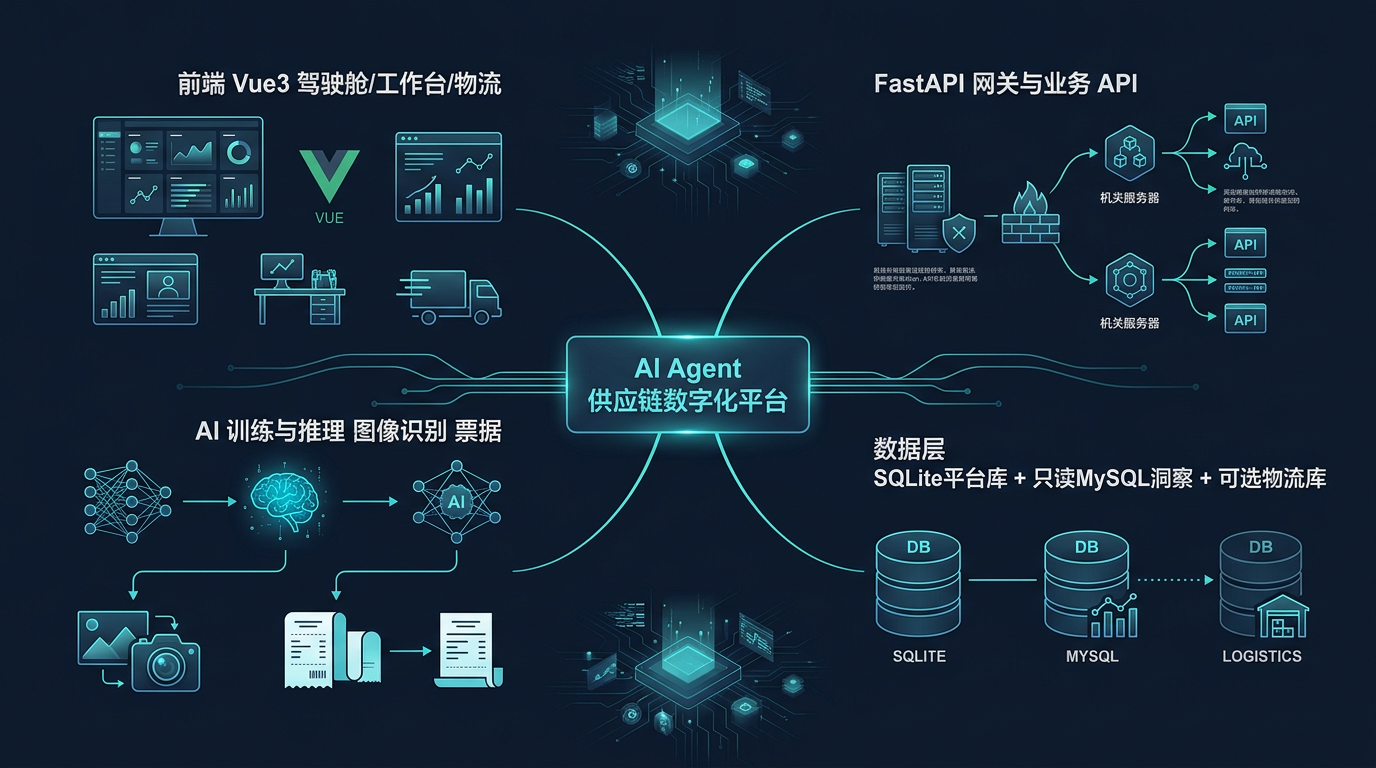 前端 Vue3 驾驶舱/工作台/物流
VUE
FastAPI 网关与业务 API
API
机关服务器
API
机关服务器
API
AI Agent
供应链数字化平台
AI 训练与推理 图像识别 票据
AI
数据层
SQLite平台库 + 只读MySQL洞察 + 可选物流库
DB
DB
DB
SQLITE
MYSQL
LOGISTICS